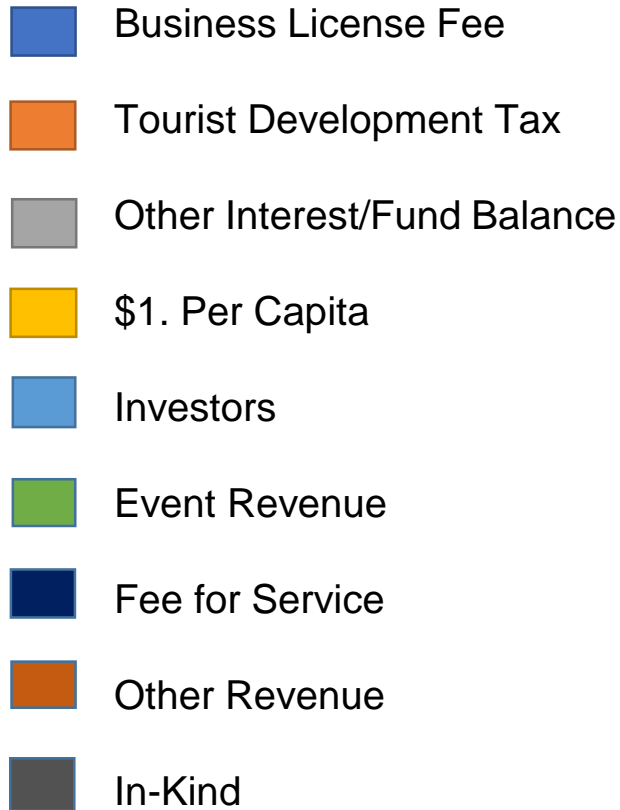 Business License Fee
Tourist Development Tax
Other Interest/Fund Balance
$1. Per Capita
Investors
Event Revenue
Fee for Service
Other Revenue
In-Kind